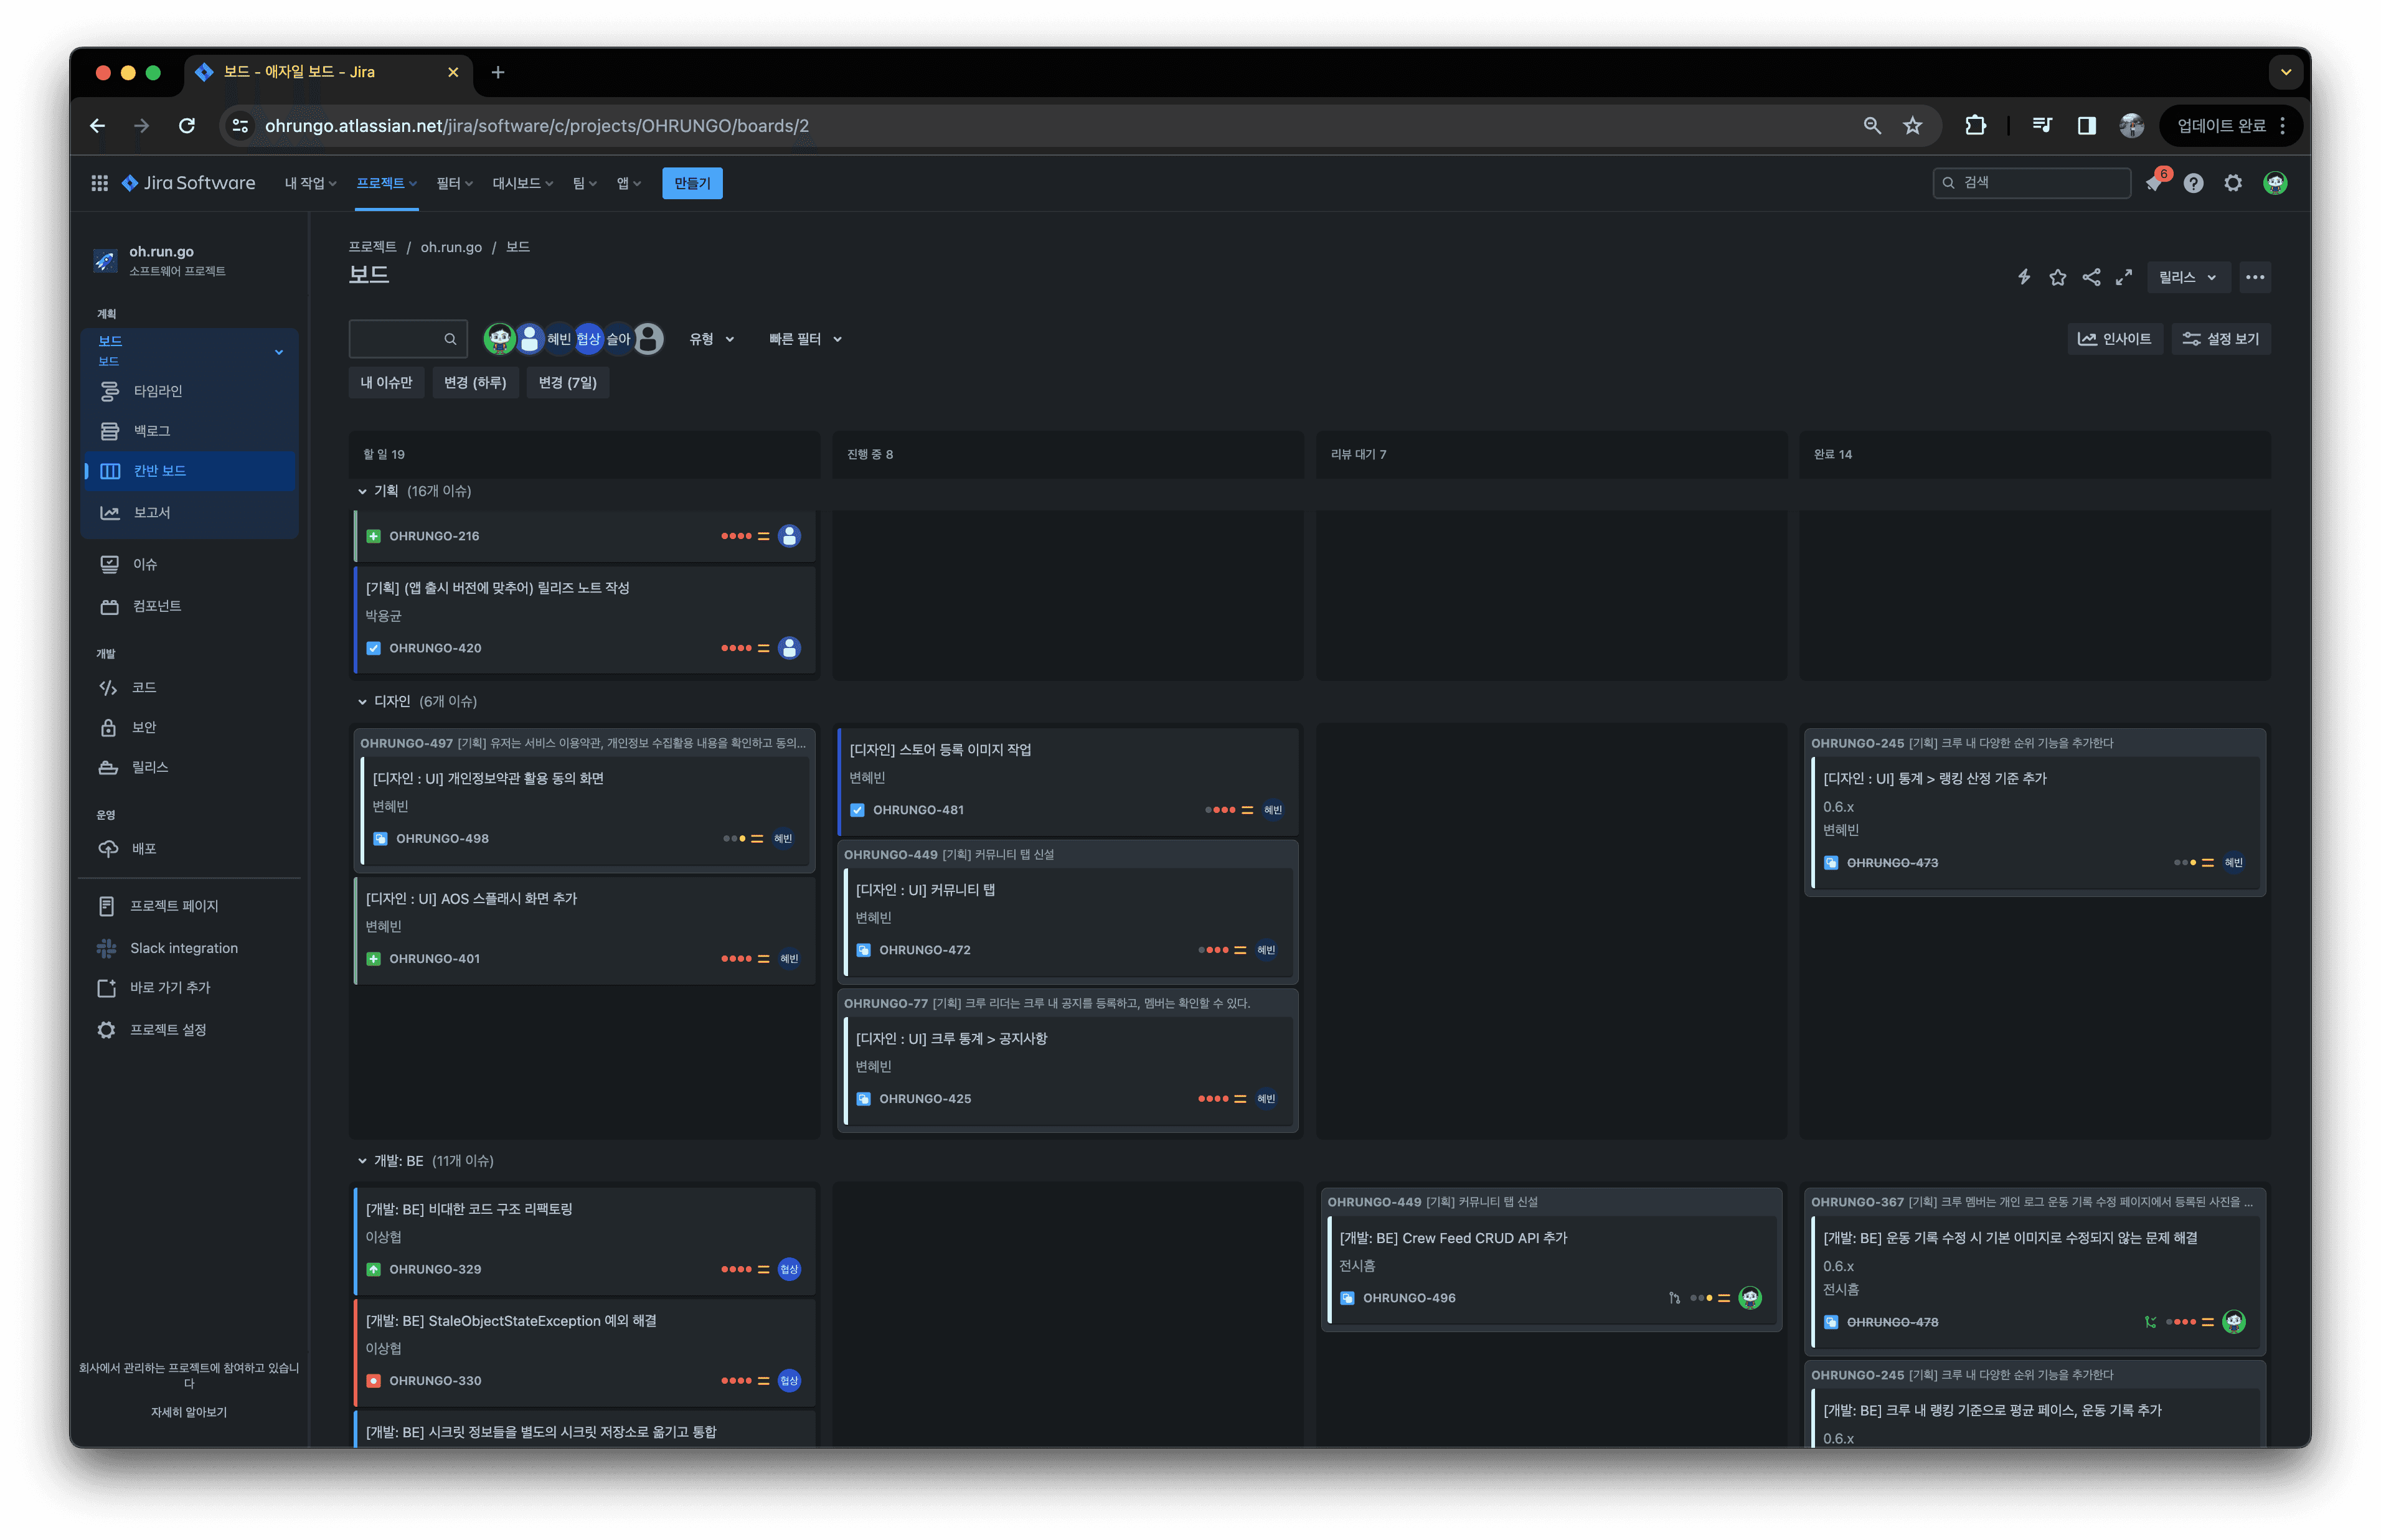 보드 - 애자일 보드 - Jira
ohrungo.atlassian.net/jira/software/c/projects/OHRUNGO/boards/2
업데이트 완료
Jira Software
내 작업
프로젝트
필터
대시보드
팀
앱
만들기
검색
6
oh.run.go
소프트웨어 프로젝트
계획
보드
보드
타임라인
백로그
칸반 보드
보고서
이슈
컴포넌트
개발
코드
보안
릴리스
운영
배포
프로젝트 페이지
Slack integration
바로 가기 추가
프로젝트 설정
회사에서 관리하는 프로젝트에 참여하고 있습니
다
자세히 알아보기
프로젝트 / oh.run.go / 보드
보드
릴리스
혜빈
협상
슬아
유형
빠른 필터
인사이트
설정 보기
내 이슈만
변경 (하루)
변경 (7일)
할 일 19
진행 중 8
리뷰 대기 7
완료 14
기획 (16개 이슈)
OHRUNGO-216
[기획] (앱 출시 버전에 맞추어) 릴리즈 노트 작성
박용균
OHRUNGO-420
디자인 (6개 이슈)
OHRUNGO-497 [기획] 유저는 서비스 이용약관, 개인정보 수집활용 내용을 확인하고 동의...
[디자인 : UI] 개인정보약관 활용 동의 화면
변혜빈
OHRUNGO-498
혜빈
[디자인 : UI] AOS 스플래시 화면 추가
변혜빈
OHRUNGO-401
혜빈
[디자인] 스토어 등록 이미지 작업
변혜빈
OHRUNGO-481
혜빈
OHRUNGO-449 [기획] 커뮤니티 탭 신설
[디자인 : UI] 커뮤니티 탭
변혜빈
OHRUNGO-472
혜빈
OHRUNGO-77 [기획] 크루 리더는 크루 내 공지를 등록하고, 멤버는 확인할 수 있다.
[디자인 : UI] 크루 통계 > 공지사항
변혜빈
OHRUNGO-425
혜빈
OHRUNGO-245 [기획] 크루 내 다양한 순위 기능을 추가한다
[디자인 : UI] 통계 > 랭킹 산정 기준 추가
0.6.x
변혜빈
OHRUNGO-473
혜빈
개발: BE (11개 이슈)
[개발: BE] 비대한 코드 구조 리팩토링
이상협
OHRUNGO-329
협상
[개발: BE] StaleObjectStateException 예외 해결
이상협
OHRUNGO-330
협상
[개발: BE] 시크릿 정보들을 별도의 시크릿 저장소로 옮기고 통합
OHRUNGO-449 [기획] 커뮤니티 탭 신설
[개발: BE] Crew Feed CRUD API 추가
전시흠
OHRUNGO-496
OHRUNGO-367 [기획] 크루 멤버는 개인 로그 운동 기록 수정 페이지에서 등록된 사진을 ...
[개발: BE] 운동 기록 수정 시 기본 이미지로 수정되지 않는 문제 해결
0.6.x
전시흠
OHRUNGO-478
OHRUNGO-245 [기획] 크루 내 다양한 순위 기능을 추가한다
[개발: BE] 크루 내 랭킹 기준으로 평균 페이스, 운동 기록 추가
0.6.x